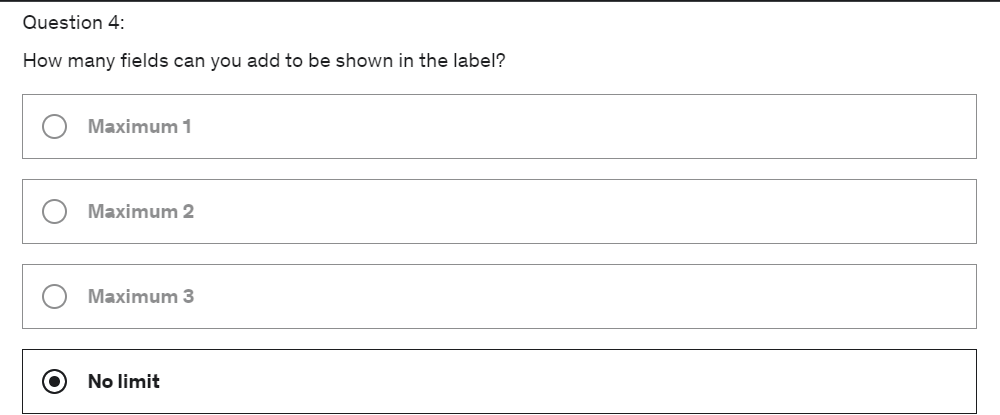 Question 4:
How many fields can you add to be shown in the label?
Maximum 1
Maximum 2
Maximum 3
No limit